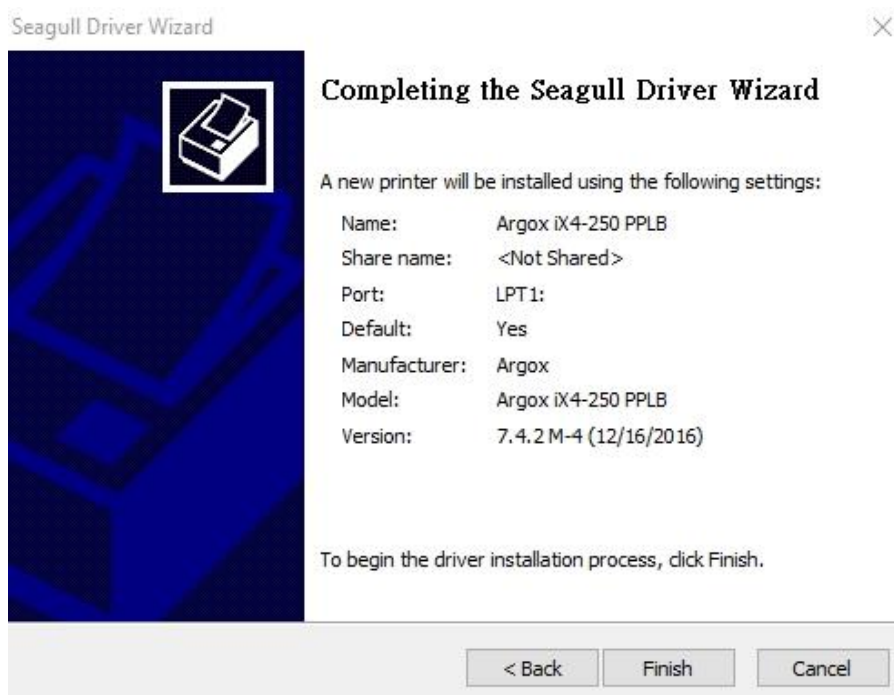 Seagull Driver Wizard
Completing the Seagull Driver Wizard
A new printer will be installed using the following settings:
Name: Argox iX4-250 PPLB
Share name: <Not Shared>
Port: LPT1:
Default: Yes
Manufacturer: Argox
Model: Argox iX4-250 PPLB
Version: 7.4.2 M-4 (12/16/2016)
To begin the driver installation process, click Finish.
< Back Finish Cancel